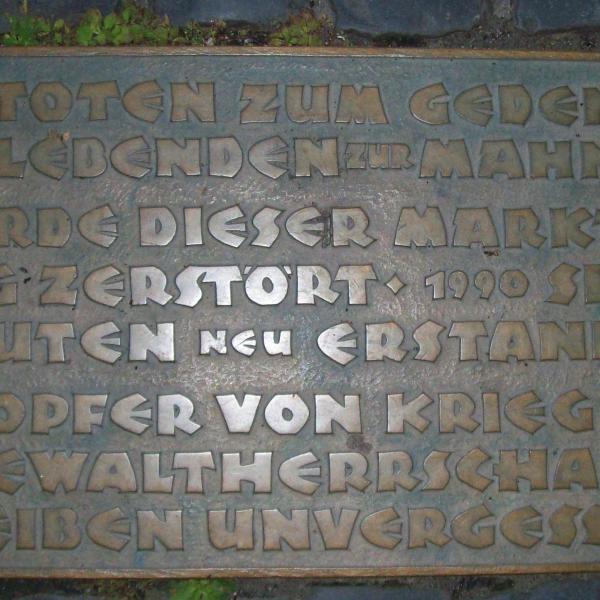 TOTEN ZUM GEDEN
LEBENDEN ZUR MAHN
RDE DIESER MARKT
G ZERSTÖRT · 1990 SE
UTEN NEU ERSTAN
OPFER VON KRIEG
EWALTHERRSCHA
EIBEN UNVERGESS